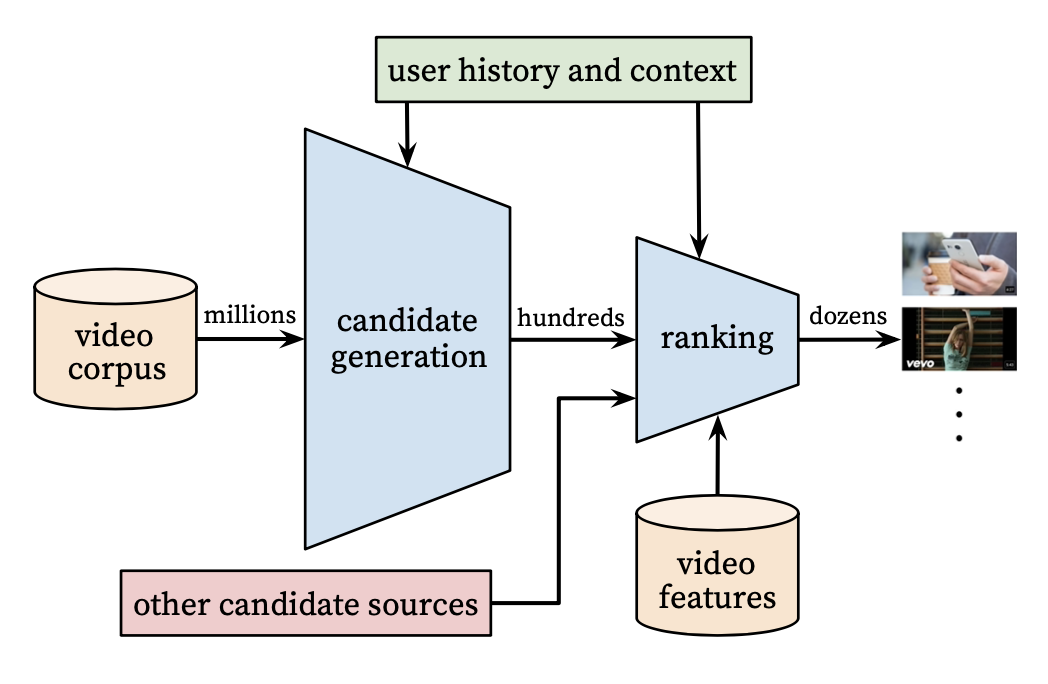 user history and context
video
corpus
millions
candidate
generation
hundreds
ranking
dozens
vevo
other candidate sources
video
features